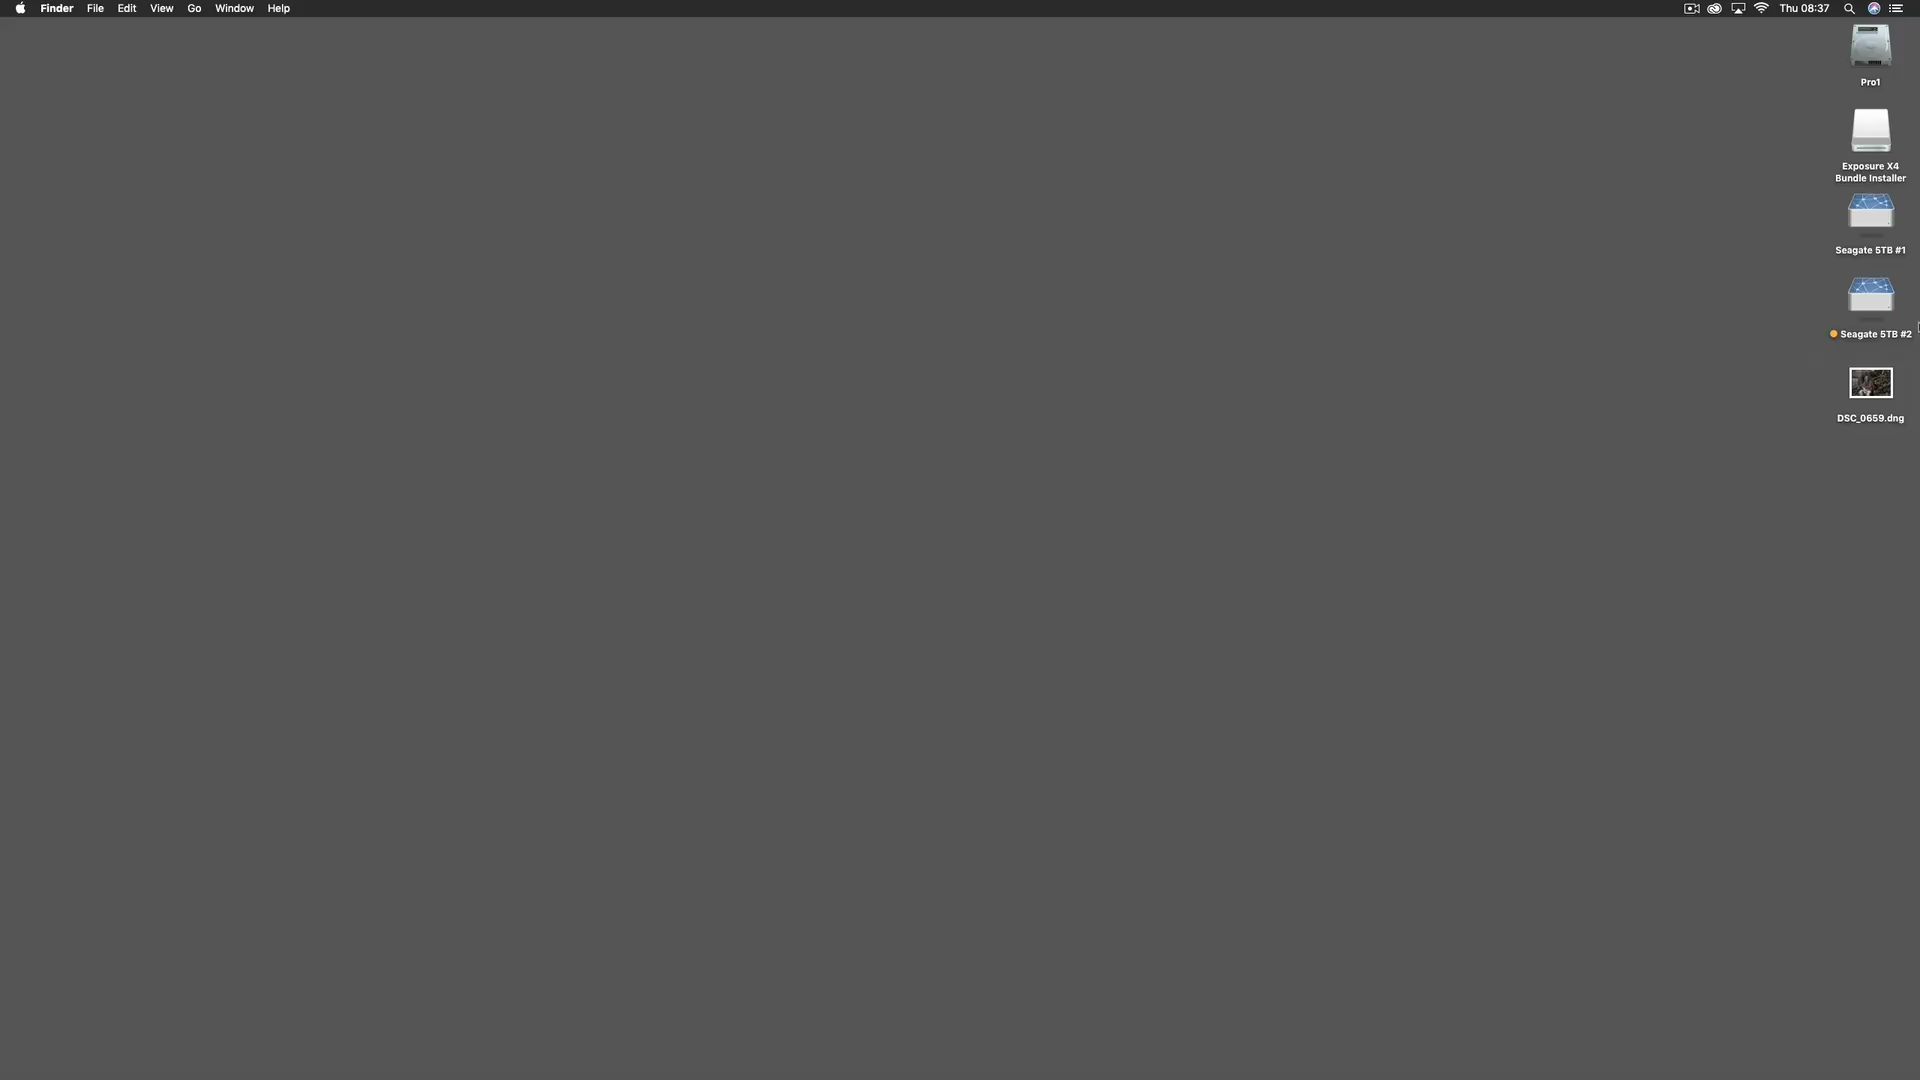 Finder File Edit View Go Window Help
Thu 08:37
Pro1
Exposure X4
Bundle Installer
Seagate 5TB #1
Seagate 5TB #2
DSC_0659.dng